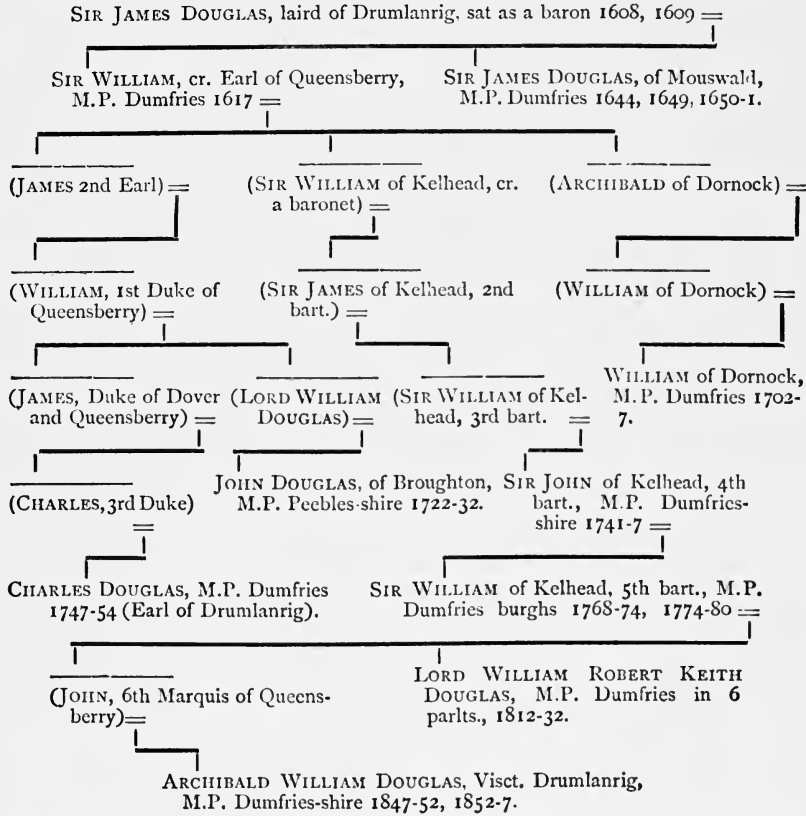 SIR JAMES DOUGLAS, laird of Drumlanrig, sat as a baron 1608, 1609 =
SIR WILLIAM, cr. Earl of Queensberry,
M.P. Dumfries 1617 =
SIR JAMES DOUGLAS, of Mouswald,
M.P. Dumfries 1644, 1649, 1650-1.
(JAMES 2nd Earl) =
(SIR WILLIAM of Kelhead, cr.
a baronet) =
(ARCHIBALD of Dornock) =
(WILLIAM, 1st Duke of
Queensberry) =
(SIR JAMES of Kelhead, 2nd
bart.) =
(WILLIAM of Dornock) =
(JAMES, Duke of Dover
and Queensberry) =
(LORD WILLIAM
DOUGLAS) =
(SIR WILLIAM of Kel-
head, 3rd bart. =
WILLIAM of Dornock,
M.P. Dumfries 1702-
7.
(CHARLES, 3rd Duke)
=
JOHN DOUGLAS, of Broughton,
M.P. Peebles-shire 1722-32.
SIR JOHN of Kelhead, 4th
bart., M.P. Dumfries-
shire 1741-7 =
CHARLES DOUGLAS, M.P. Dumfries
1747-54 (Earl of Drumlanrig).
SIR WILLIAM of Kelhead, 5th bart., M.P.
Dumfries burghs 1768-74, 1774-80 =
(JOHN, 6th Marquis of Queens-
berry) =
LORD WILLIAM ROBERT KEITH
DOUGLAS, M.P. Dumfries in 6
parlts., 1812-32.
ARCHIBALD WILLIAM DOUGLAS, Visct. Drumlanrig,
M.P. Dumfries-shire 1847-52, 1852-7.